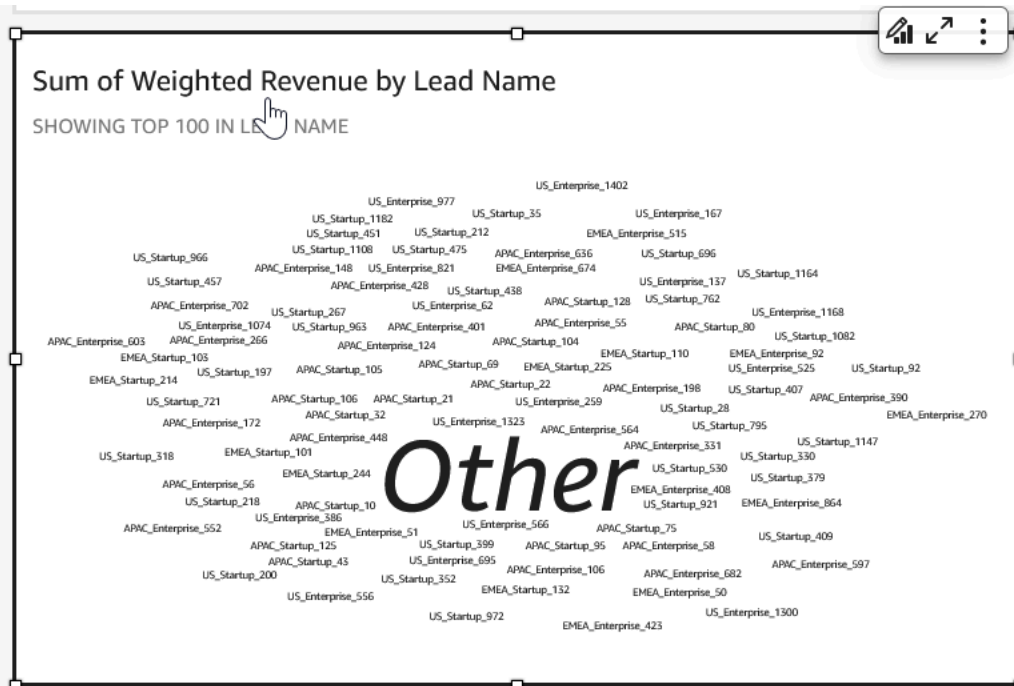 Sum of Weighted Revenue by Lead Name
SHOWING TOP 100 IN NAME
US_Enterprise_1402
US_Enterprise_977
US_Startup_1182
US_Startup_35
US_Enterprise_167
US_Startup_451
US_Startup_212
EMEA_Enterprise_515
US_Startup_1108
US_Startup_475
APAC_Enterprise_636
US_Startup_696
US_Startup_966
APAC_Enterprise_148
US_Enterprise_821
EMEA_Enterprise_674
US_Startup_1164
US_Startup_457
APAC_Enterprise_428
US_Startup_438
US_Enterprise_137
APAC_Enterprise_702
US_Startup_267
US_Enterprise_62
APAC_Startup_128
US_Startup_762
US_Enterprise_1168
US_Enterprise_1074
US_Startup_963
APAC_Enterprise_401
APAC_Enterprise_55
APAC_Startup_80
US_Startup_1082
APAC_Enterprise_603
APAC_Enterprise_266
APAC_Enterprise_124
APAC_Startup_104
EMEA_Startup_103
EMEA_Startup_110
EMEA_Enterprise_92
US_Startup_197
APAC_Startup_105
APAC_Startup_69
EMEA_Startup_225
US_Enterprise_525
US_Startup_92
EMEA_Startup_214
APAC_Startup_22
APAC_Enterprise_198
US_Startup_407
APAC_Enterprise_390
US_Startup_721
APAC_Startup_106
APAC_Startup_21
US_Enterprise_259
US_Startup_28
EMEA_Enterprise_270
APAC_Enterprise_172
APAC_Startup_32
US_Enterprise_1323
APAC_Enterprise_564
US_Startup_795
APAC_Enterprise_448
APAC_Enterprise_331
US_Startup_1147
US_Startup_318
EMEA_Startup_101
US_Startup_330
Other
EMEA_Startup_244
US_Startup_530
US_Startup_379
APAC_Enterprise_56
EMEA_Enterprise_408
US_Startup_218
APAC_Startup_10
US_Startup_921
EMEA_Enterprise_864
US_Enterprise_386
APAC_Enterprise_552
EMEA_Enterprise_51
US_Enterprise_566
APAC_Startup_75
US_Startup_409
APAC_Startup_125
US_Startup_399
APAC_Startup_95
APAC_Enterprise_58
APAC_Startup_43
US_Enterprise_695
APAC_Enterprise_106
APAC_Enterprise_682
APAC_Enterprise_597
US_Startup_200
US_Startup_352
EMEA_Startup_132
EMEA_Enterprise_50
US_Enterprise_556
US_Startup_972
US_Enterprise_1300
EMEA_Enterprise_423